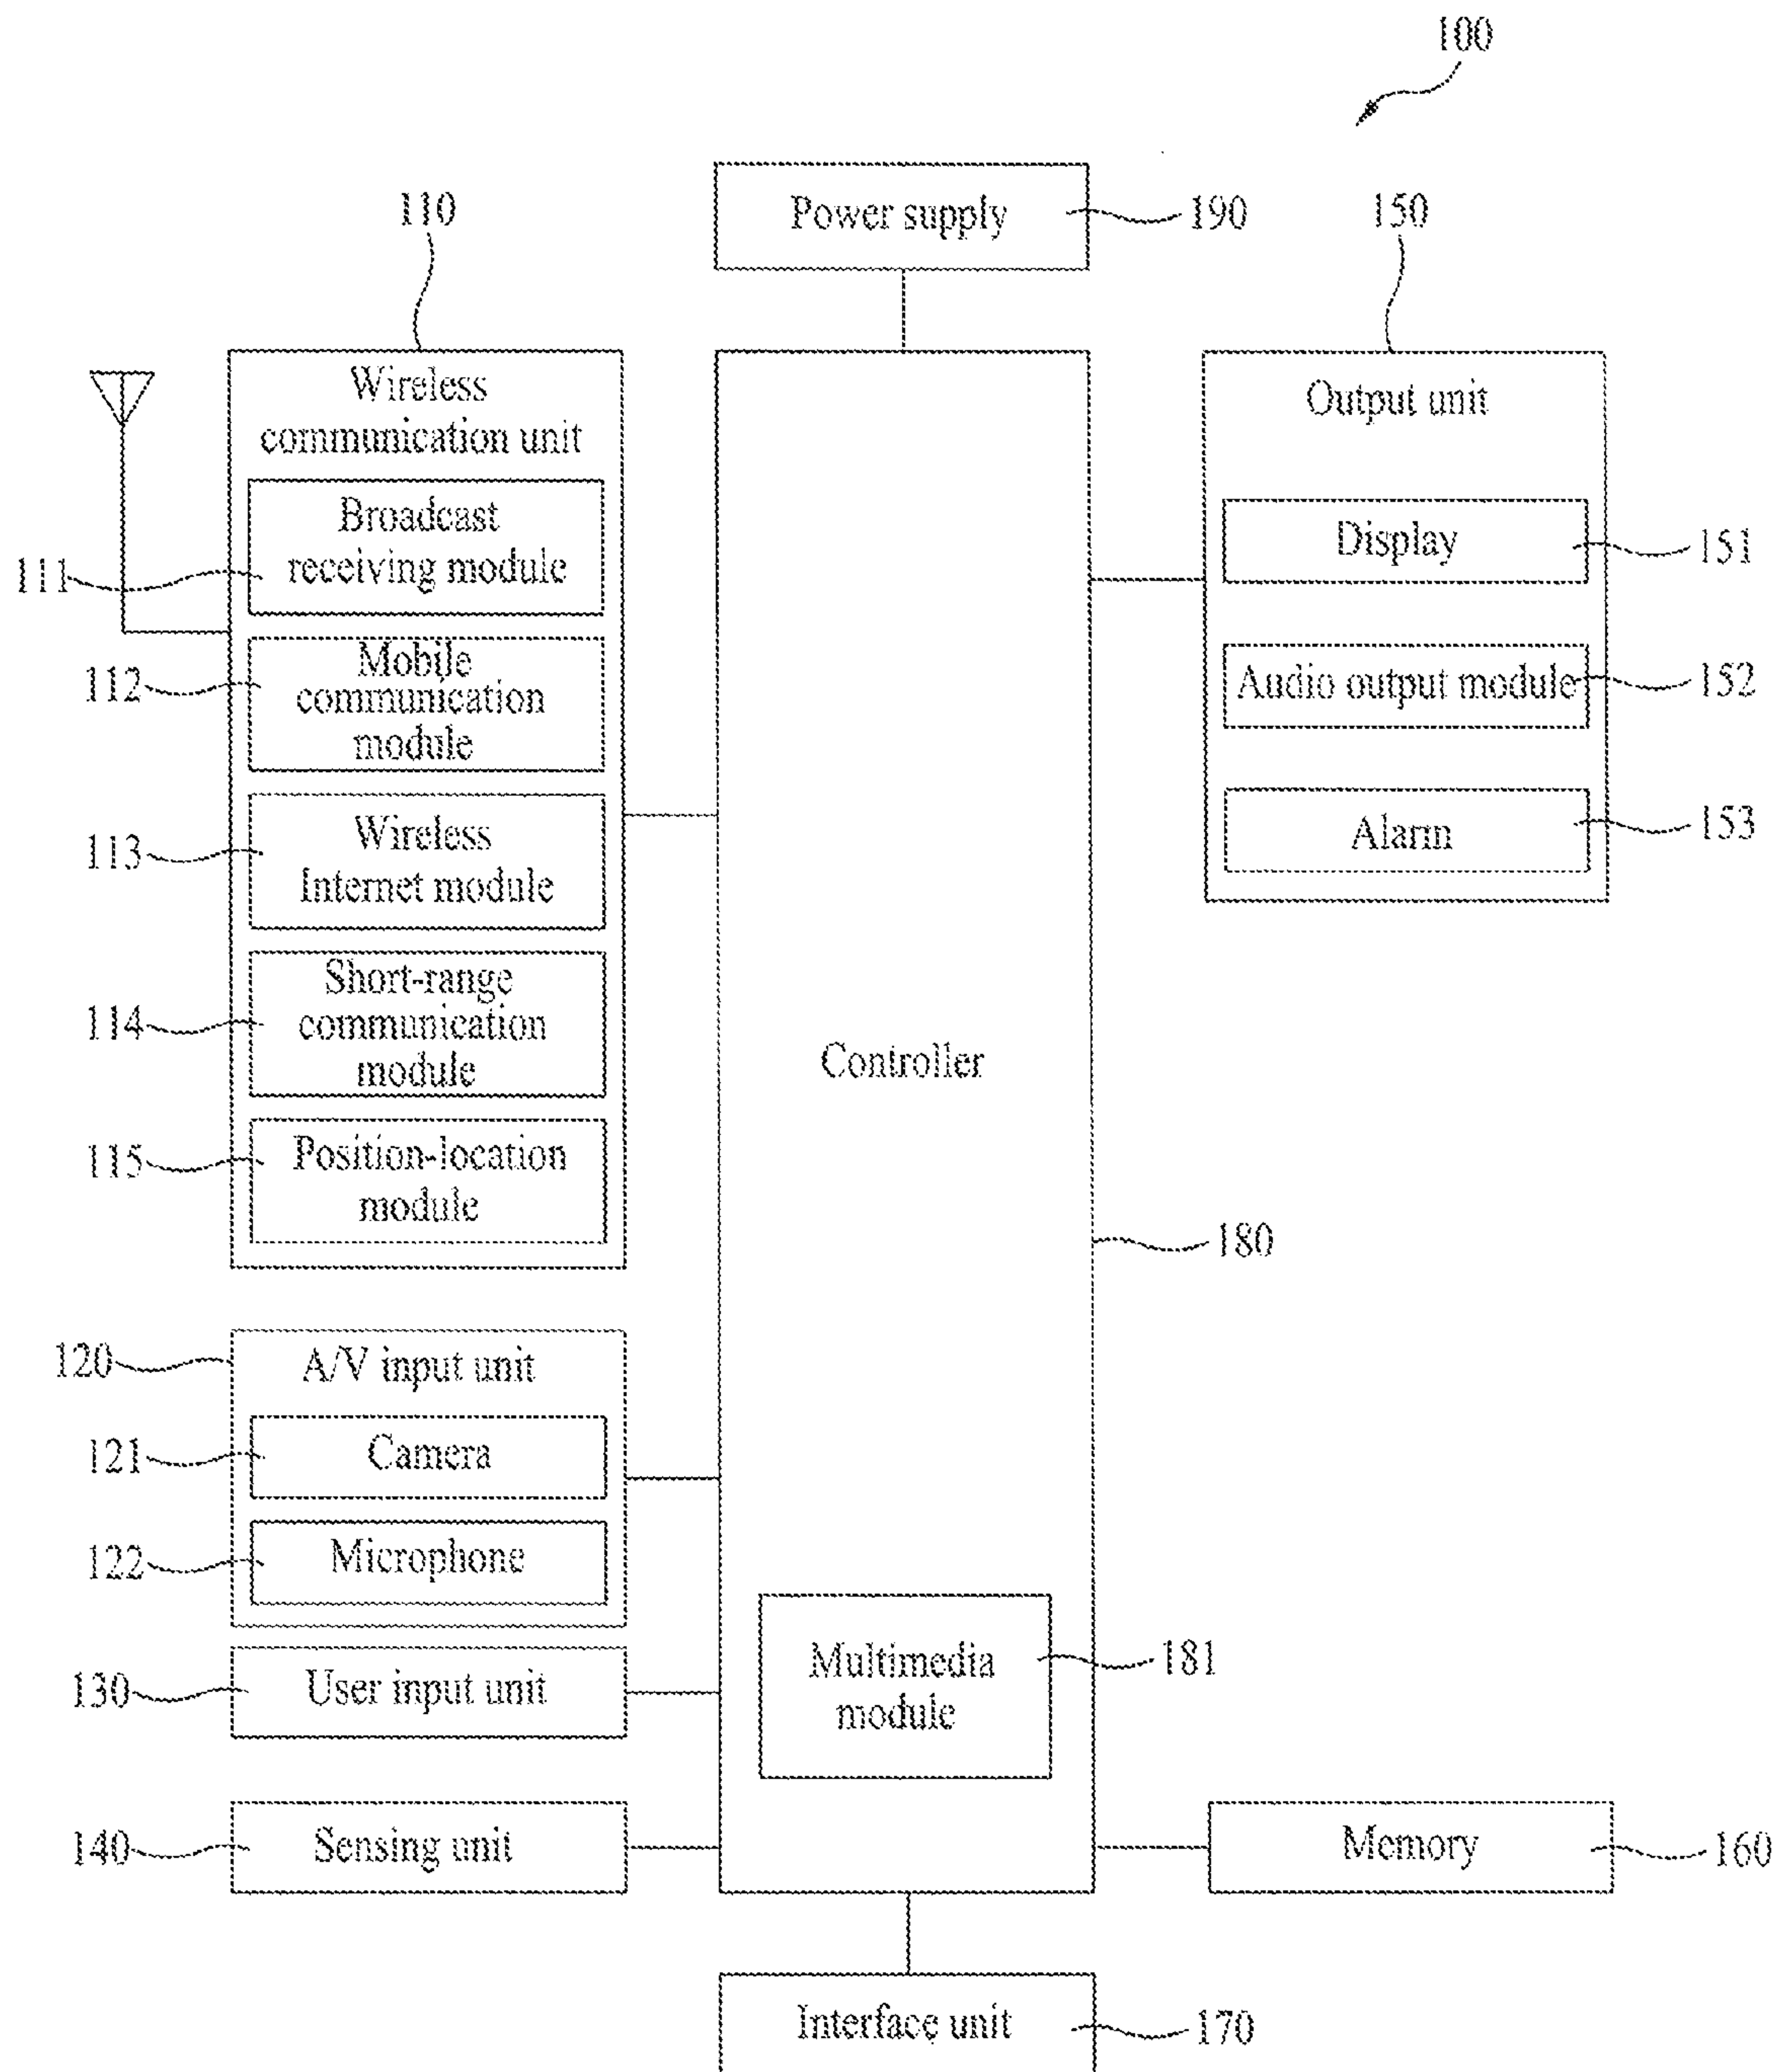 100
110
Power supply
190
150
Wireless
communication unit
Broadcast
receiving module
111
Mobile
communication
module
112
Wireless
Internet module
113
Short-range
communication
module
114
Position-location
module
115
Output unit
Display
151
Audio output module
152
Alarm
153
Controller
180
120
A/V input unit
121
Camera
122
Microphone
130
User input unit
Multimedia
module
181
140
Sensing unit
Memory
160
Interface unit
170